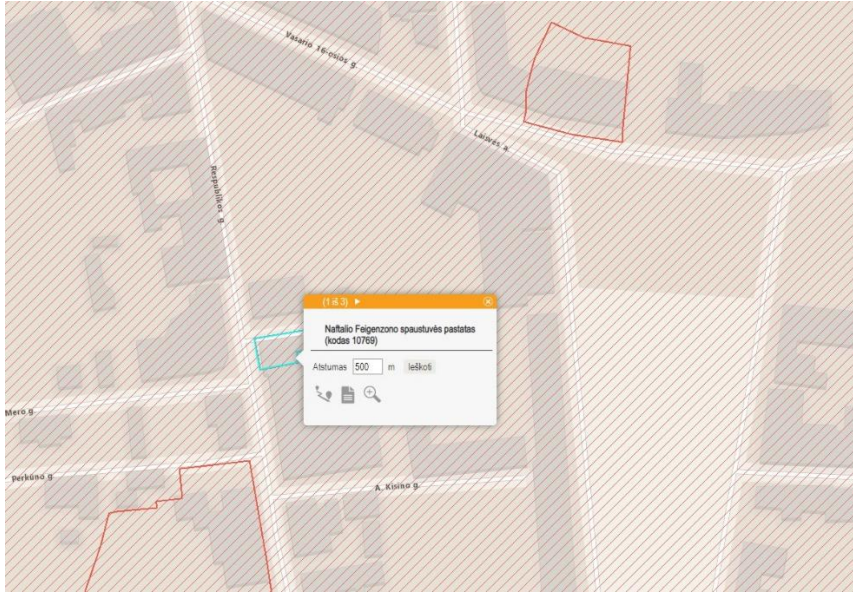 Vasario 16-osios g.
Laisvės a.
Respublikos g.
(1 iš 3)
Naftalio Feigenzono spaustuvės pastatas
(kodas 10769)
Atstumas 500 m Ieškoti
Mero g.
Perkūno g.
A. Kisino g.